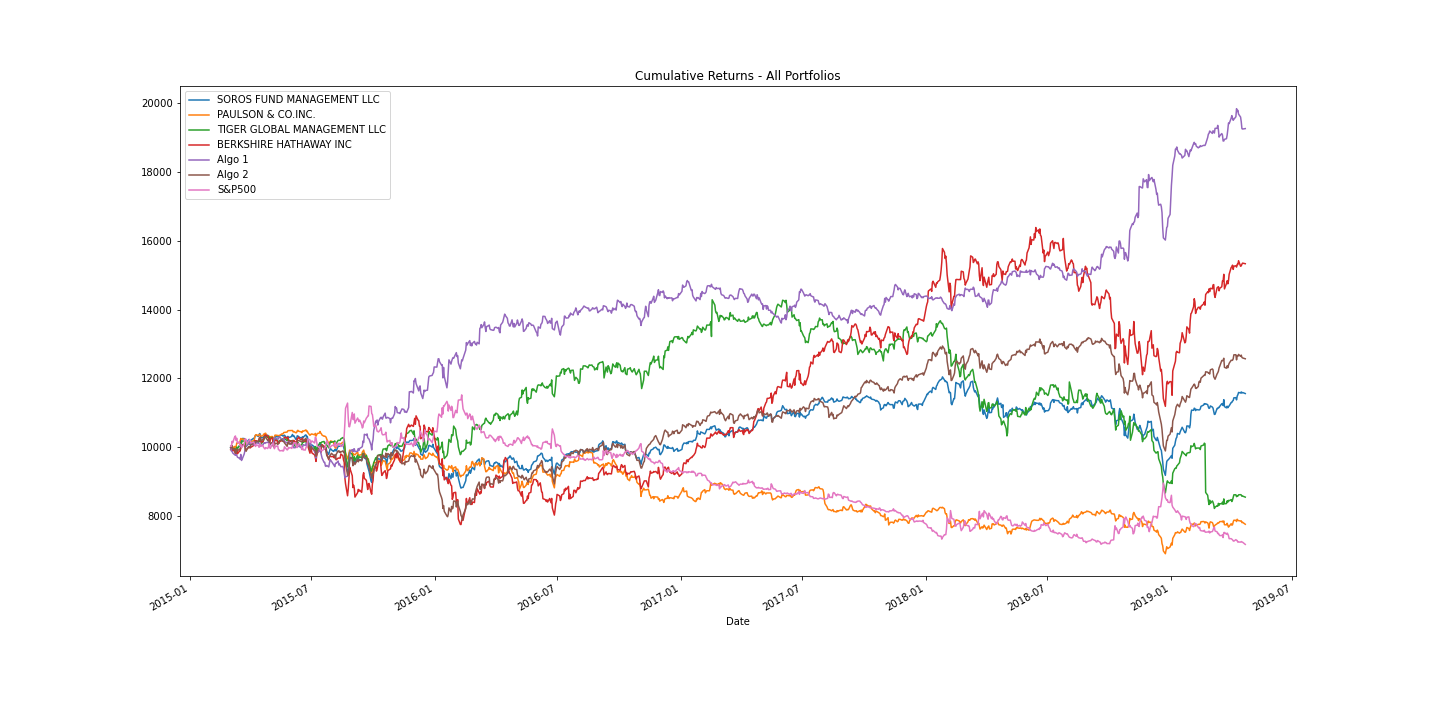 Cumulative Returns - All Portfolios
SOROS FUND MANAGEMENT LLC
PAULSON & CO.INC.
TIGER GLOBAL MANAGEMENT LLC
BERKSHIRE HATHAWAY INC
Algo 1
Algo 2
S&P500
20000
18000
16000
14000
12000
10000
8000
2015-01
2015-07
2016-01
2016-07
2017-01
2017-07
2018-01
2018-07
2019-01
2019-07
Date